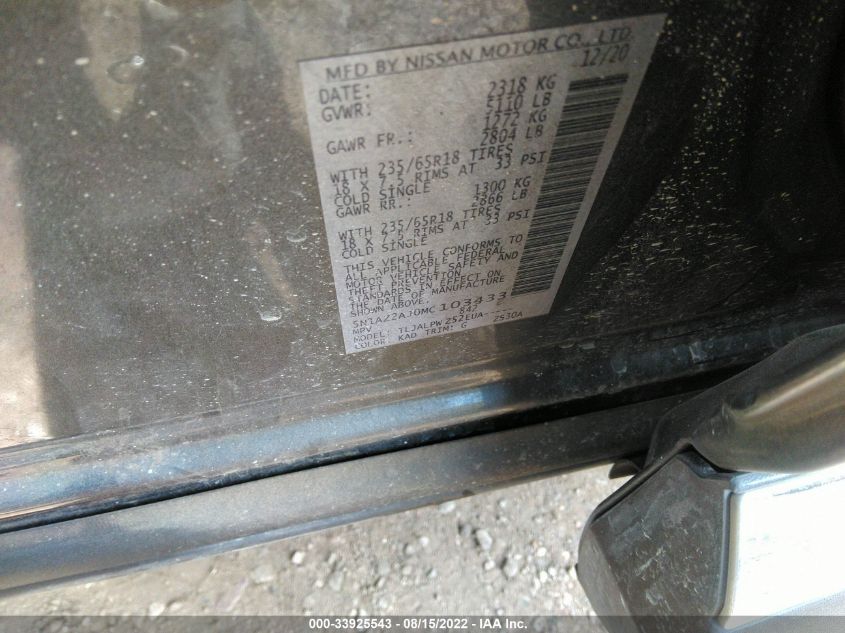 MFD BY NISSAN MOTOR CO., LTD.
DATE: 12/20
GVWR: 2318 KG
5110 LB
GAWR FR.: 1272 KG
2804 LB
WITH 235/65R18 TIRES
18 X 7.5 RIMS AT 33 PSI
COLD SINGLE
GAWR RR.: 1300 KG
2866 LB
WITH 235/65R18 TIRES
18 X 7.5 RIMS AT 33 PSI
COLD SINGLE
THIS VEHICLE CONFORMS TO
ALL APPLICABLE FEDERAL
MOTOR VEHICLE SAFETY AND
THEFT PREVENTION
STANDARDS IN EFFECT ON
THE DATE OF MANUFACTURE
SHOWN ABOVE.
5N1AZ2AJ0MC103433
MPV 842
MODEL: TLJALPW Z52EUA-----
COLOR: KAD TRIM: G 2530A
000-33925543 - 08/15/2022 - IAA Inc.